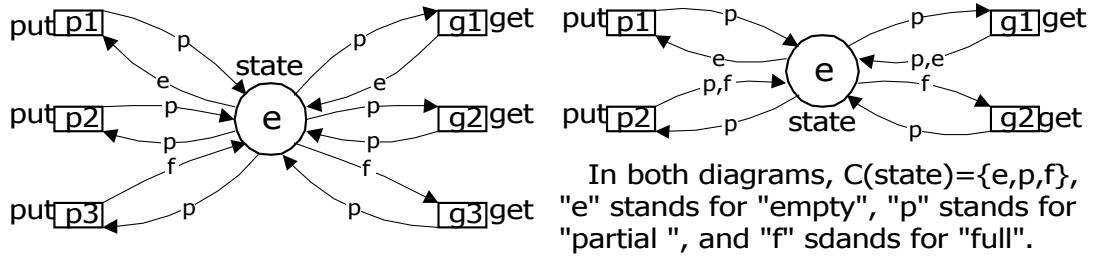 put p1 p p g1 get
e state e
put p2 p e p g2 get
p p
f f
put p3 p p g3 get
put p1 p p g1 get
e e p,e
p,f f
put p2 p state p g2 get
In both diagrams, C(state)={e,p,f},
"e" stands for "empty", "p" stands for
"partial ", and "f" sdands for "full".